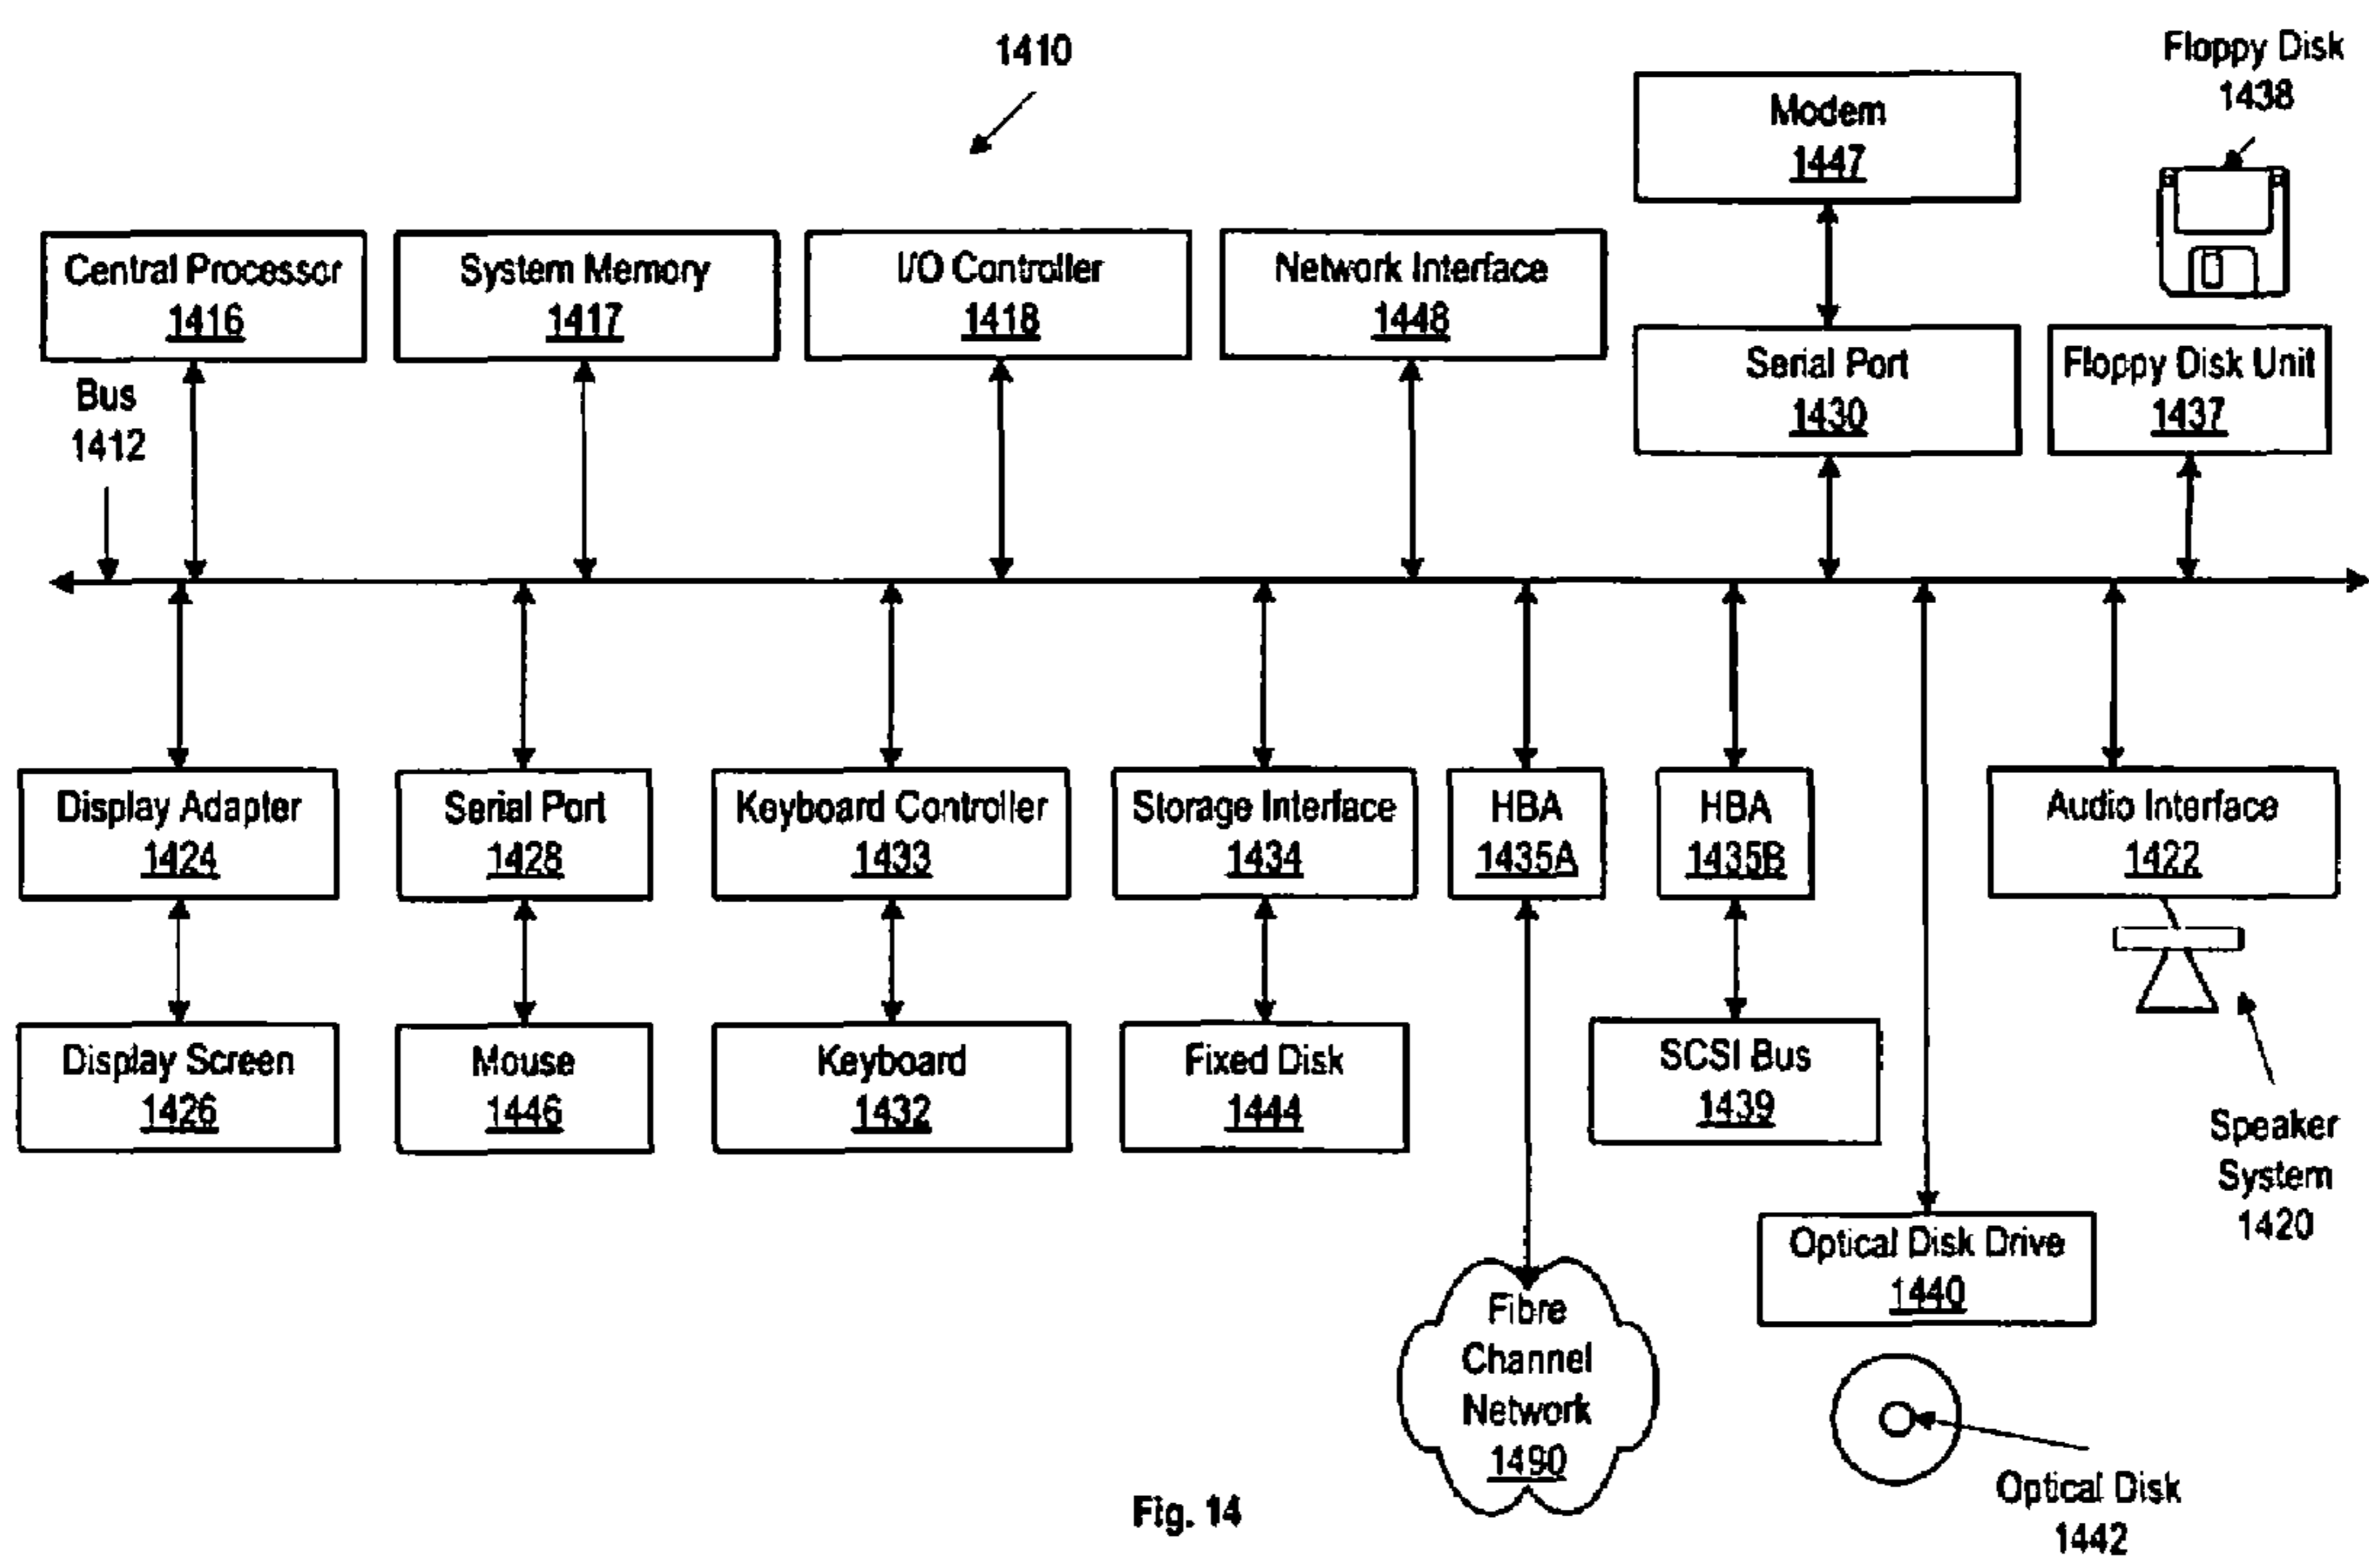 1410
Floppy Disk
1438
Modem
1447
Central Processor
1416
System Memory
1417
I/O Controller
1418
Network Interface
1448
Serial Port
1430
Floppy Disk Unit
1437
Bus
1412
Display Adapter
1424
Serial Port
1428
Keyboard Controller
1433
Storage Interface
1434
HBA
1435A
HBA
1435B
Audio Interface
1422
Display Screen
1426
Mouse
1446
Keyboard
1432
Fixed Disk
1444
SCSI Bus
1439
Speaker
System
1420
Optical Disk Drive
1440
Fibre
Channel
Network
1490
Optical Disk
1442
Fig. 14